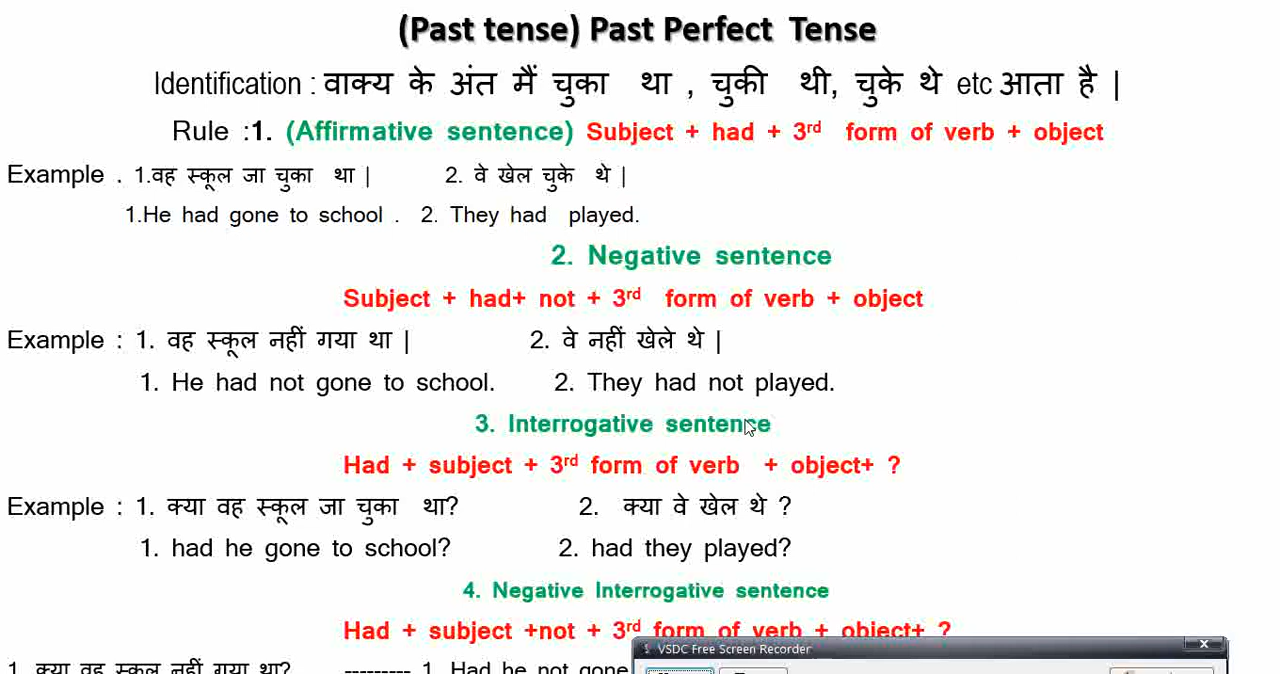 (Past tense) Past Perfect Tense
Identification : वाक्य के अंत मैं चुका था , चुकी थी, चुके थे etc आता है |
Rule :1. (Affirmative sentence) Subject + had + 3rd form of verb + object
Example . 1.वह स्कूल जा चुका था | 2. वे खेल चुके थे |
1.He had gone to school . 2. They had played.
2. Negative sentence
Subject + had+ not + 3rd form of verb + object
Example : 1. वह स्कूल नहीं गया था | 2. वे नहीं खेले थे |
1. He had not gone to school. 2. They had not played.
3. Interrogative sentence
Had + subject + 3rd form of verb + object+ ?
Example : 1. क्या वह स्कूल जा चुका था? 2. क्या वे खेल थे ?
1. had he gone to school? 2. had they played?
4. Negative Interrogative sentence
Had + subject +not + 3rd form of verb + object+ ?
VSDC Free Screen Recorder
1. क्या वह स्कूल नहीं गया था? --------- 1. Had he not gone